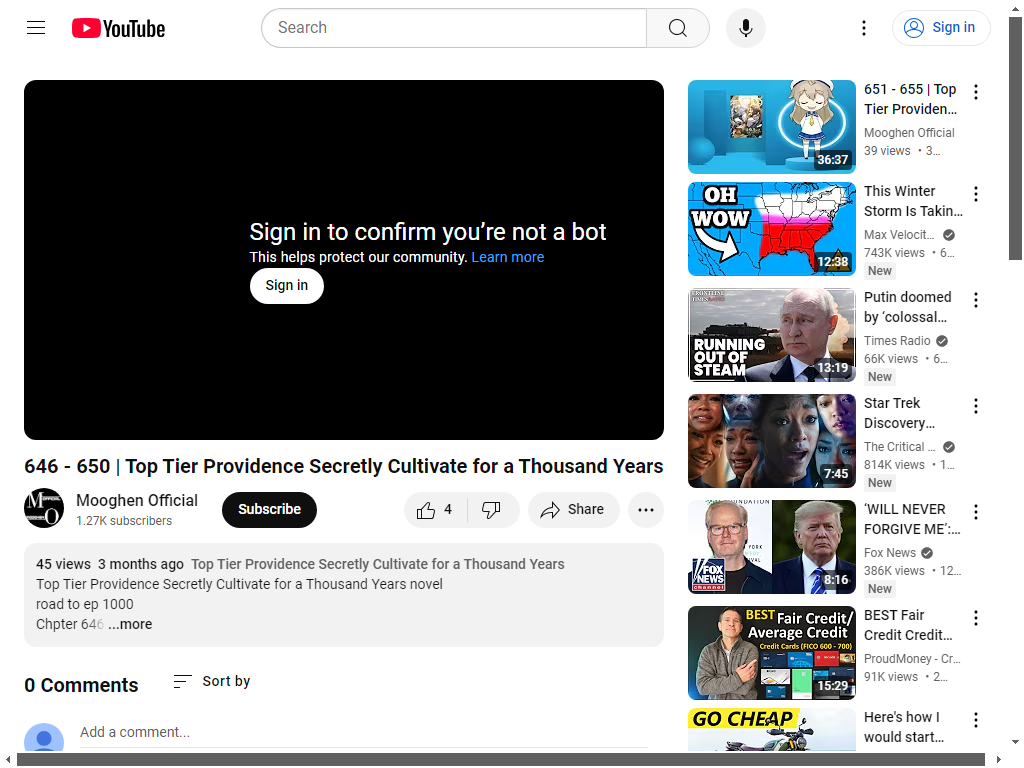 YouTube
Search
Sign in
Sign in to confirm you’re not a bot
This helps protect our community. Learn more
Sign in
646 - 650 | Top Tier Providence Secretly Cultivate for a Thousand Years
Mooghen Official
1.27K subscribers
Subscribe
4
Share
45 views 3 months ago Top Tier Providence Secretly Cultivate for a Thousand Years
Top Tier Providence Secretly Cultivate for a Thousand Years novel
road to ep 1000
Chpter 646 ...more
0 Comments
Sort by
Add a comment...
36:37
651 - 655 | Top
Tier Providen...
Mooghen Official
39 views • 3...
OH
WOW
12:38
This Winter
Storm Is Takin...
Max Velocit...
743K views • 6...
New
FRONTLINE
TIMES RADIO
RUNNING
OUT OF
STEAM
13:19
Putin doomed
by ‘colossal...
Times Radio
66K views • 6...
New
7:45
Star Trek
Discovery...
The Critical ...
814K views • 1...
New
FOX
NEWS
channel
8:16
‘WILL NEVER
FORGIVE ME’:...
Fox News
386K views • 12...
New
BEST Fair Credit/
Average Credit
Credit Cards (FICO 600 - 700)
15:29
BEST Fair
Credit Credit...
ProudMoney - Cr...
91K views • 2...
GO CHEAP
Here's how I
would start...